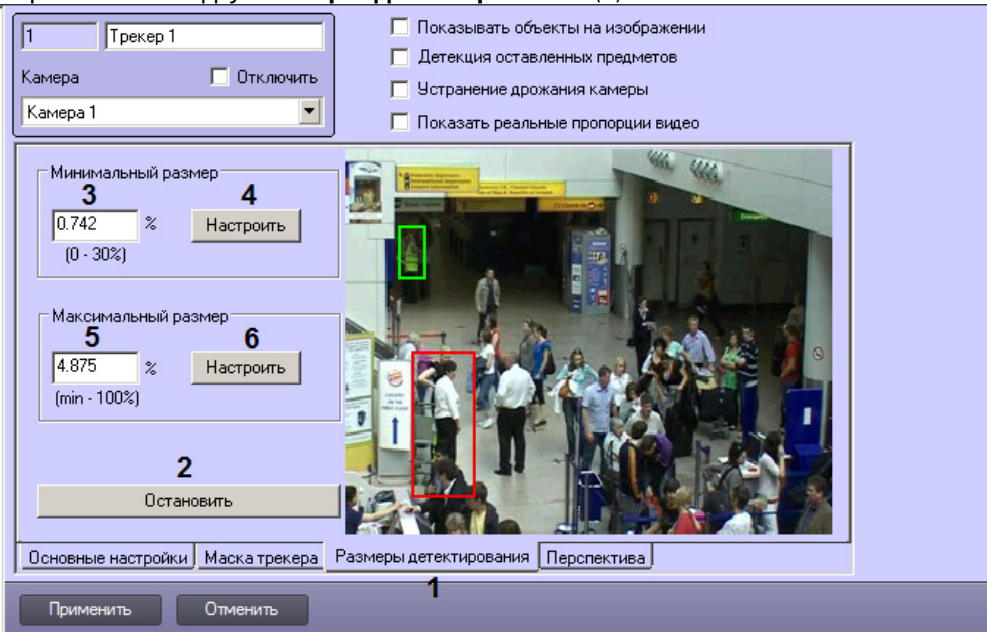 1 Трекер 1
Камера Отключить
Камера 1
Показывать объекты на изображении
Детекция оставленных предметов
Устранение дрожания камеры
Показать реальные пропорции видео
Минимальный размер
3 4
0.742 % Настроить
(0 - 30%)
Максимальный размер
5 6
4.875 % Настроить
(min - 100%)
2
Остановить
Основные настройки Маска трекера Размеры детектирования Перспектива
1
Применить Отменить